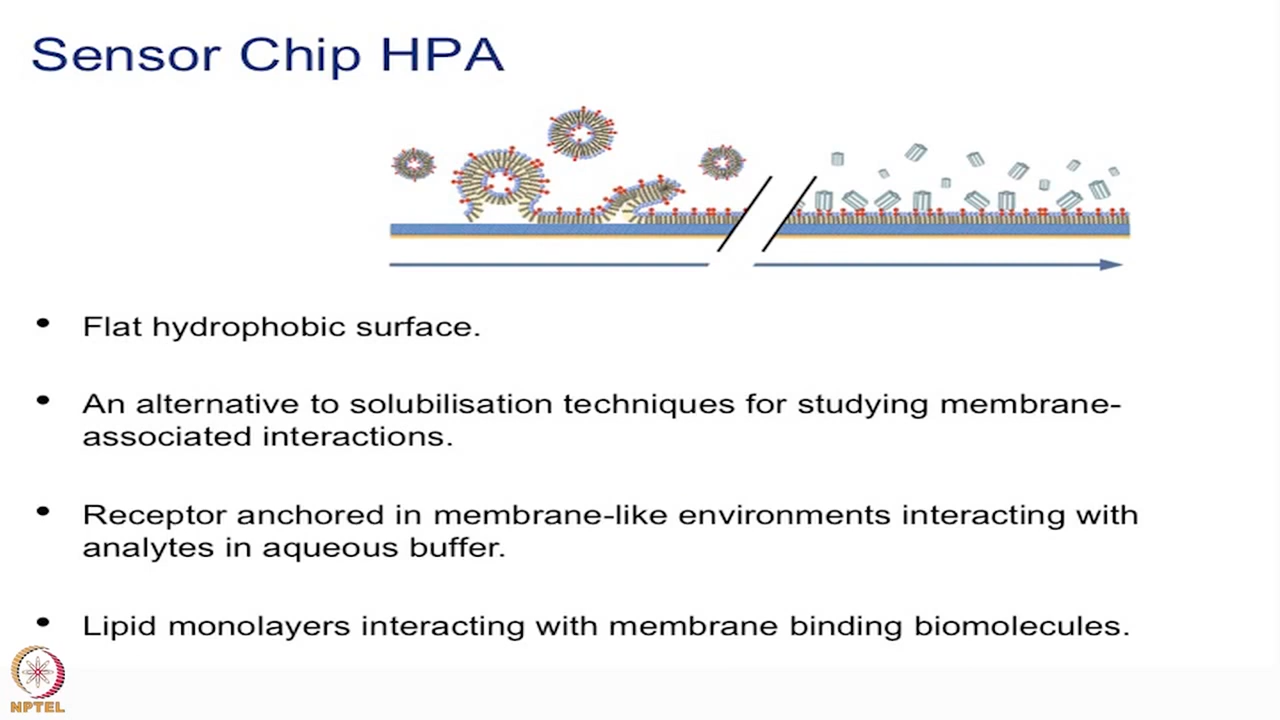 Sensor Chip HPA
• Flat hydrophobic surface.
• An alternative to solubilisation techniques for studying membrane-
associated interactions.
• Receptor anchored in membrane-like environments interacting with
analytes in aqueous buffer.
• Lipid monolayers interacting with membrane binding biomolecules.
NPTEL